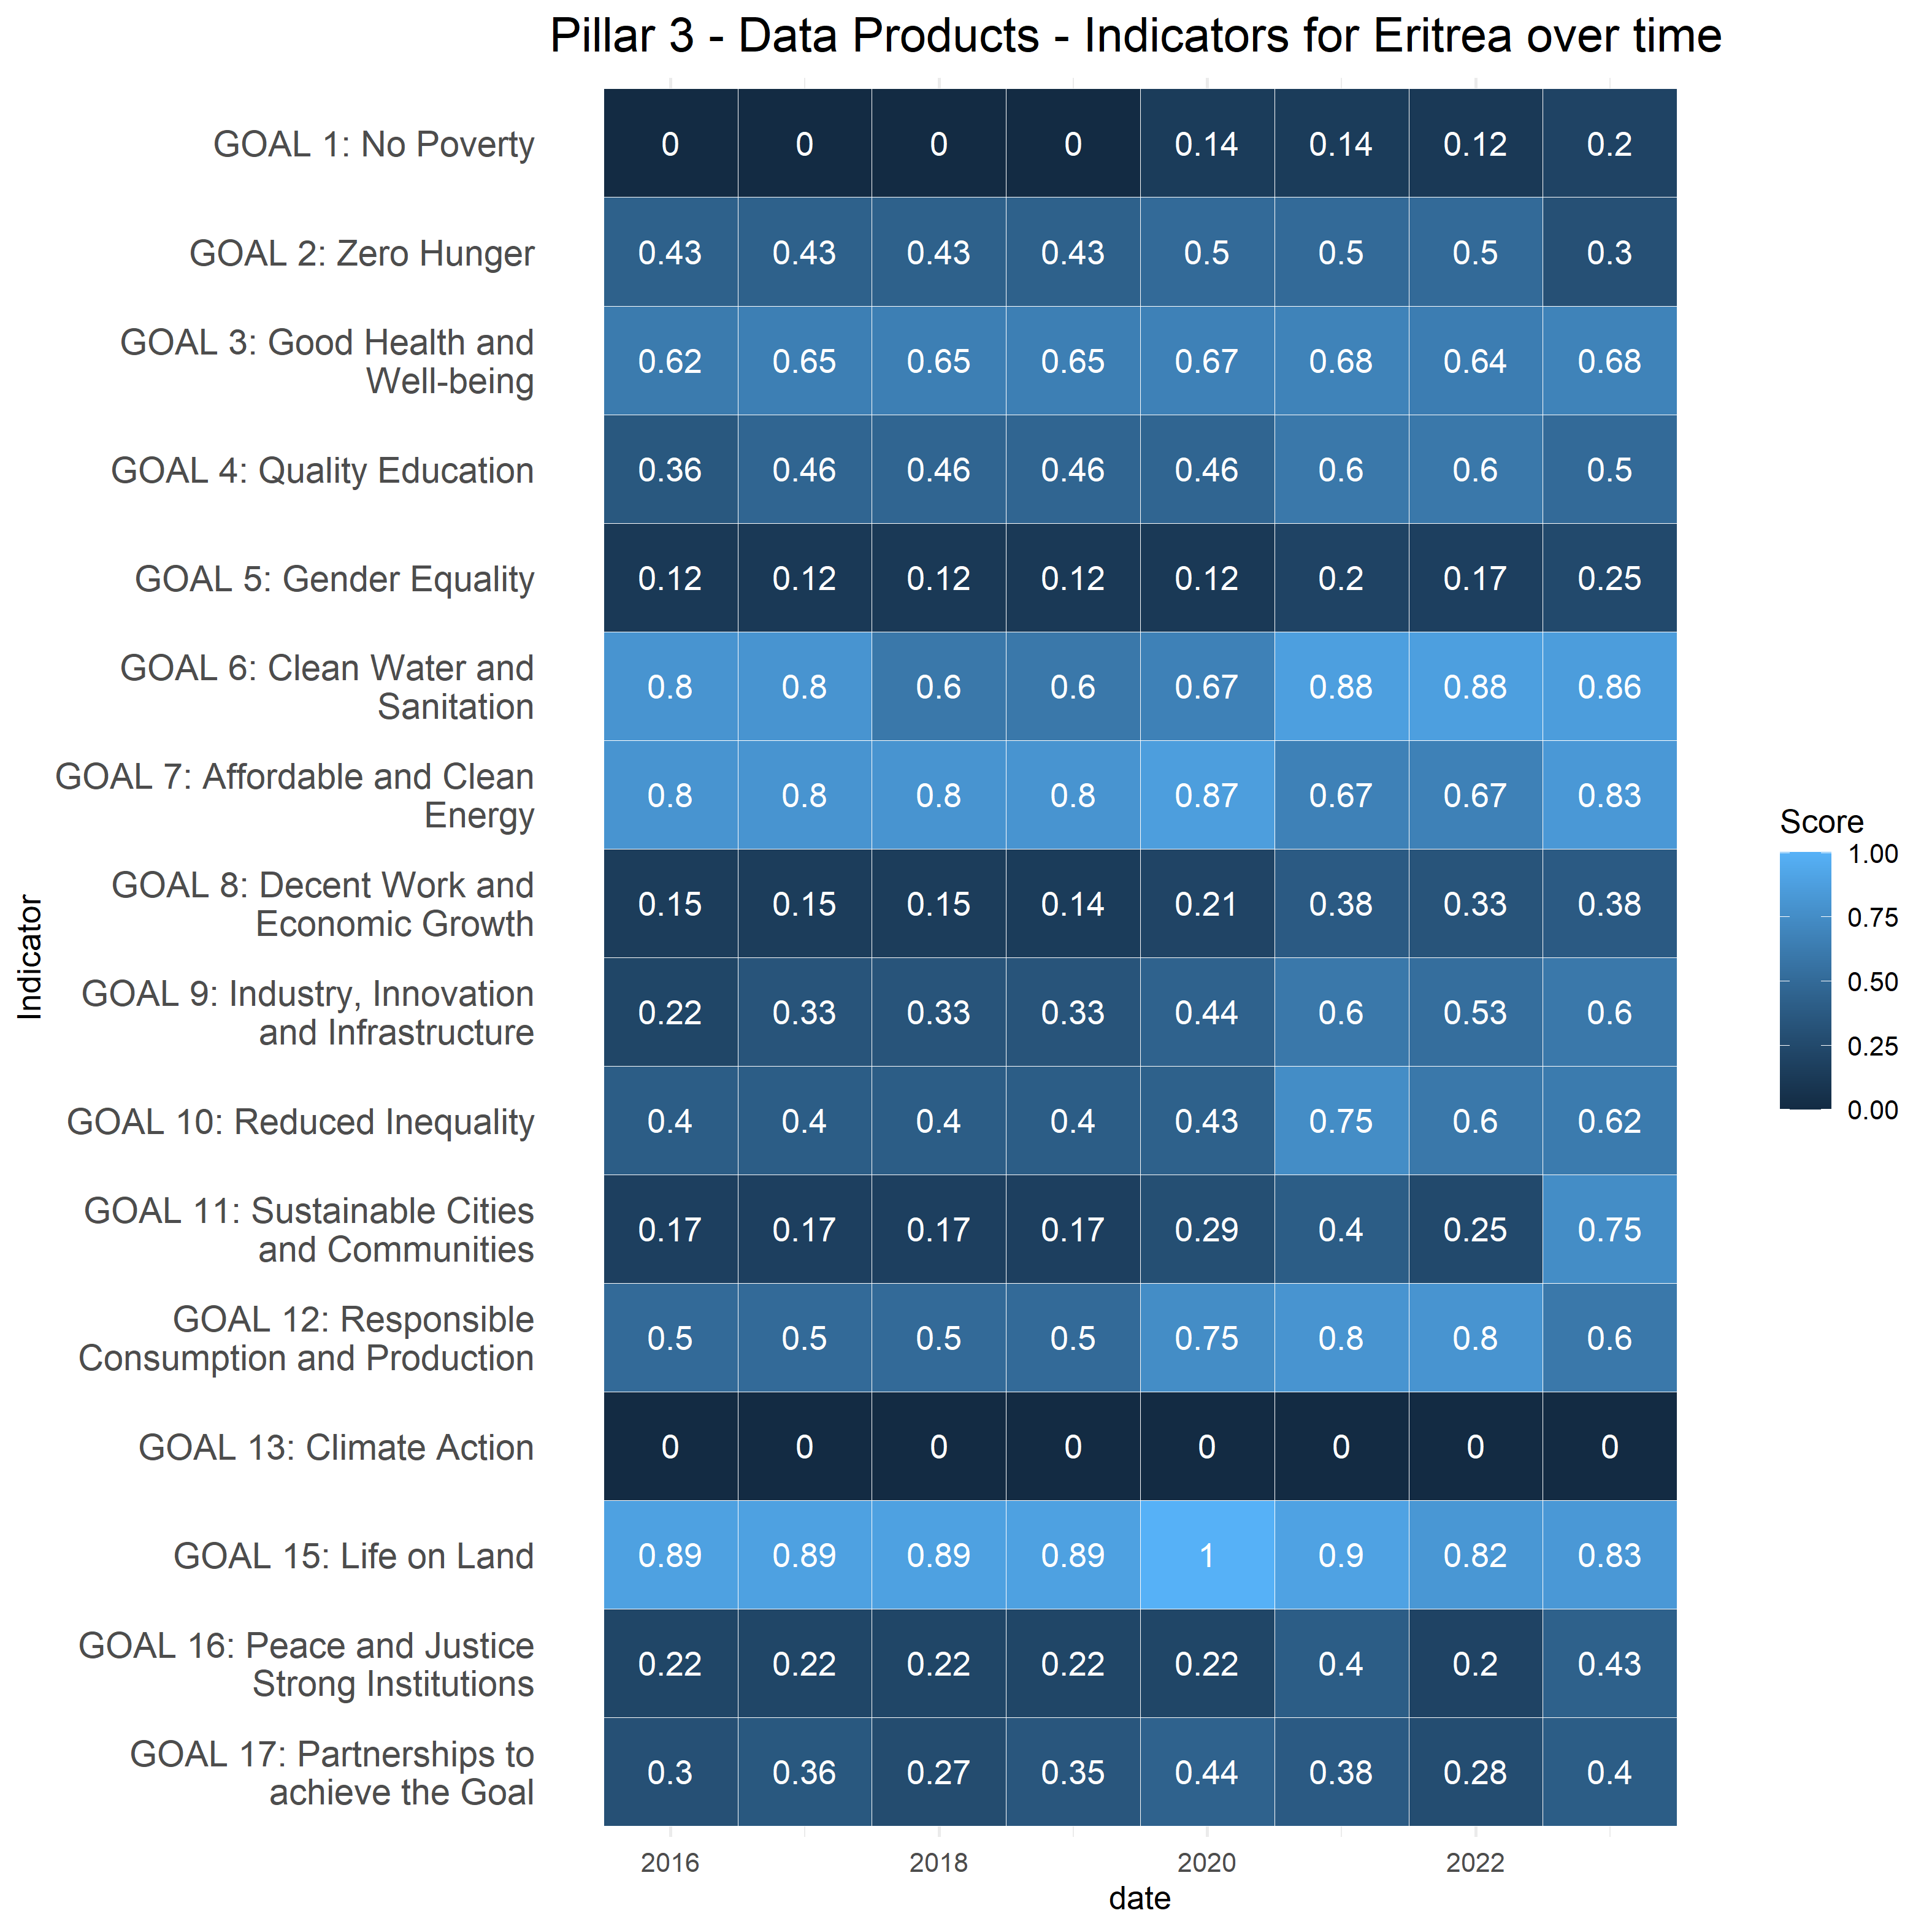 Pillar 3 - Data Products - Indicators for Eritrea over time
GOAL 1: No Poverty 0 0 0 0 0.14 0.14 0.12 0.2
GOAL 2: Zero Hunger 0.43 0.43 0.43 0.43 0.5 0.5 0.5 0.3
GOAL 3: Good Health and
Well-being 0.62 0.65 0.65 0.65 0.67 0.68 0.64 0.68
GOAL 4: Quality Education 0.36 0.46 0.46 0.46 0.46 0.6 0.6 0.5
GOAL 5: Gender Equality 0.12 0.12 0.12 0.12 0.12 0.2 0.17 0.25
GOAL 6: Clean Water and
Sanitation 0.8 0.8 0.6 0.6 0.67 0.88 0.88 0.86
GOAL 7: Affordable and Clean
Energy 0.8 0.8 0.8 0.8 0.87 0.67 0.67 0.83
GOAL 8: Decent Work and
Economic Growth 0.15 0.15 0.15 0.14 0.21 0.38 0.33 0.38
GOAL 9: Industry, Innovation
and Infrastructure 0.22 0.33 0.33 0.33 0.44 0.6 0.53 0.6
GOAL 10: Reduced Inequality 0.4 0.4 0.4 0.4 0.43 0.75 0.6 0.62
GOAL 11: Sustainable Cities
and Communities 0.17 0.17 0.17 0.17 0.29 0.4 0.25 0.75
GOAL 12: Responsible
Consumption and Production 0.5 0.5 0.5 0.5 0.75 0.8 0.8 0.6
GOAL 13: Climate Action 0 0 0 0 0 0 0 0
GOAL 15: Life on Land 0.89 0.89 0.89 0.89 1 0.9 0.82 0.83
GOAL 16: Peace and Justice
Strong Institutions 0.22 0.22 0.22 0.22 0.22 0.4 0.2 0.43
GOAL 17: Partnerships to
achieve the Goal 0.3 0.36 0.27 0.35 0.44 0.38 0.28 0.4
2016 2018 2020 2022
date
Indicator
Score
1.00
0.75
0.50
0.25
0.00